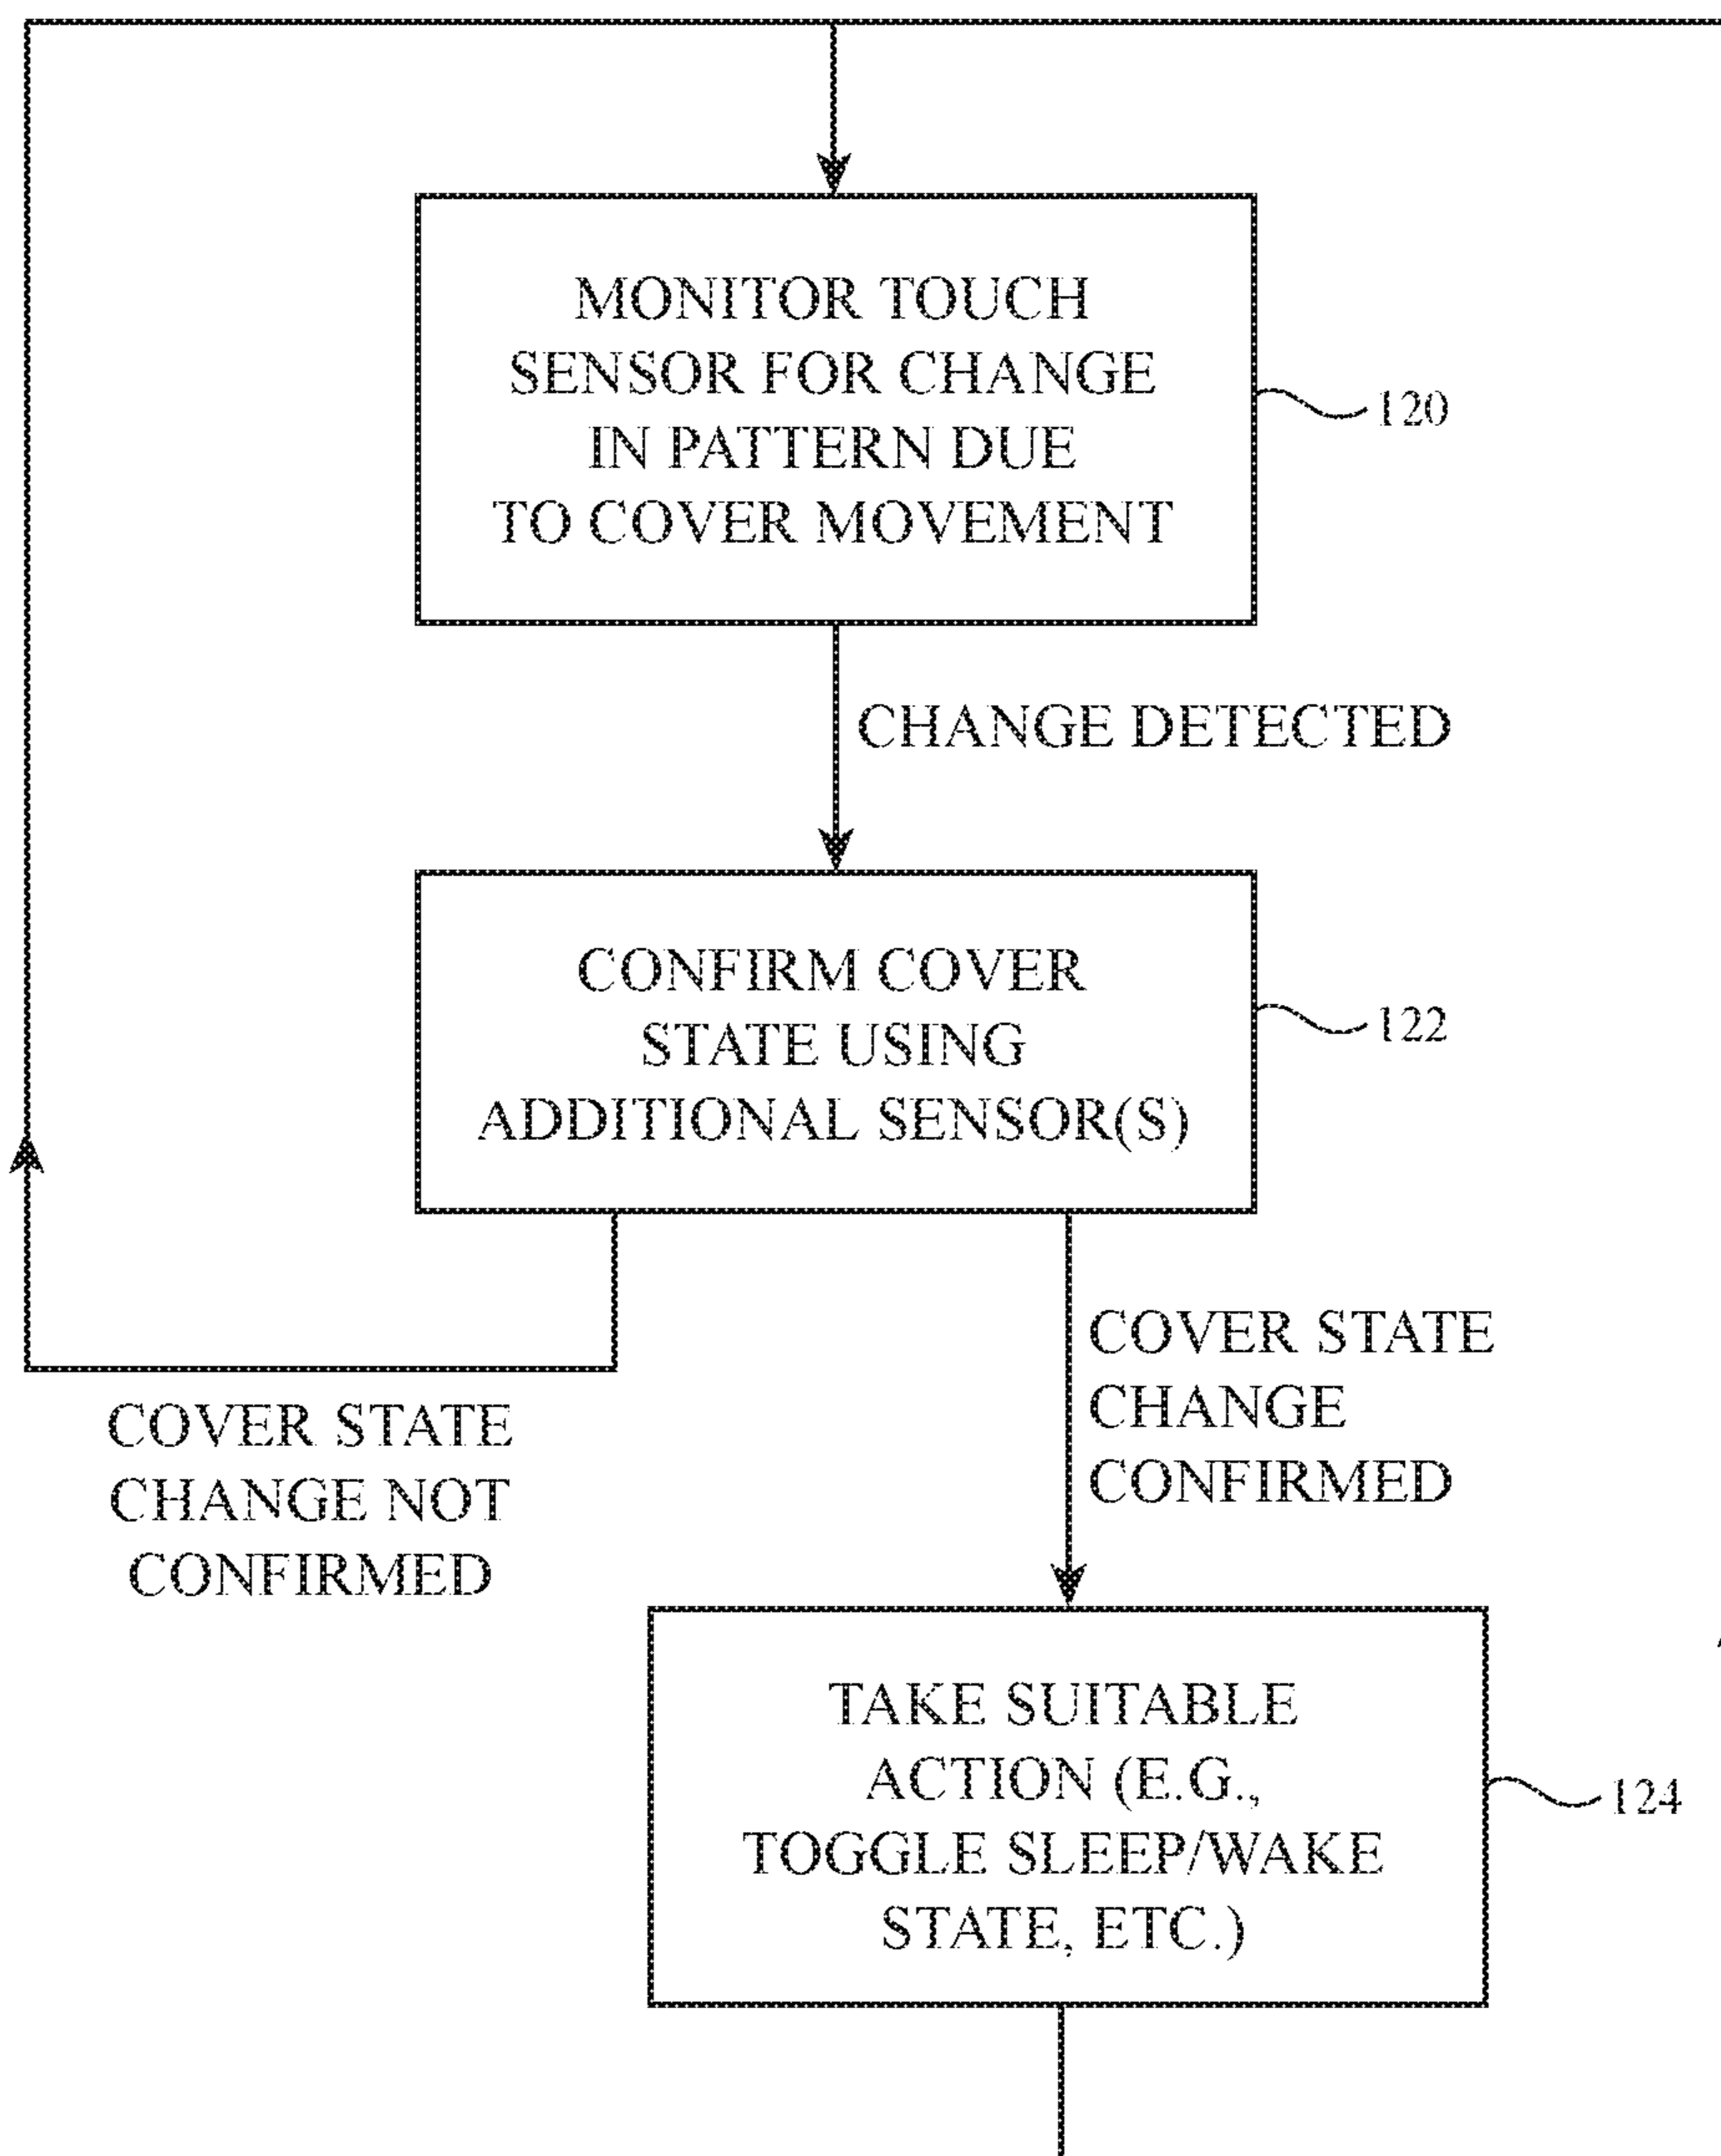 MONITOR TOUCH
SENSOR FOR CHANGE
IN PATTERN DUE
TO COVER MOVEMENT
120
CHANGE DETECTED
CONFIRM COVER
STATE USING
ADDITIONAL SENSOR(S)
122
COVER STATE
CHANGE
CONFIRMED
COVER STATE
CHANGE NOT
CONFIRMED
TAKE SUITABLE
ACTION (E.G.,
TOGGLE SLEEP/WAKE
STATE, ETC.)
124